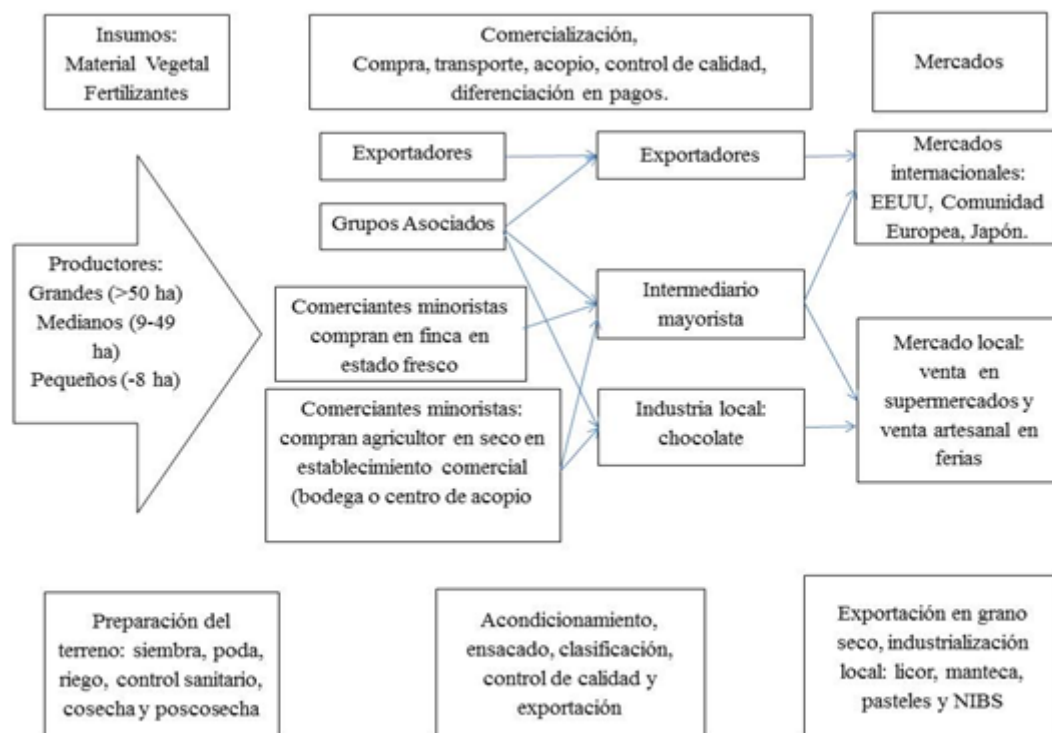 Insumos:
Material Vegetal
Fertilizantes
Comercialización,
Compra, transporte, acopio, control de calidad,
diferenciación en pagos.
Mercados
Exportadores
Exportadores
Mercados
internacionales:
EEUU, Comunidad
Europea, Japón.
Grupos Asociados
Productores:
Grandes (>50 ha)
Medianos (9-49
ha)
Pequeños (-8 ha)
Comerciantes minoristas
compran en finca en
estado fresco
Intermediario
mayorista
Comerciantes minoristas:
compran agricultor en seco en
establecimiento comercial
(bodega o centro de acopio
Industria local:
chocolate
Mercado local:
venta en
supermercados y
venta artesanal en
ferias
Preparación del
terreno: siembra, poda,
riego, control sanitario,
cosecha y poscosecha
Acondicionamiento,
ensacado, clasificación,
control de calidad y
exportación
Exportación en grano
seco, industrialización
local: licor, manteca,
pasteles y NIBS